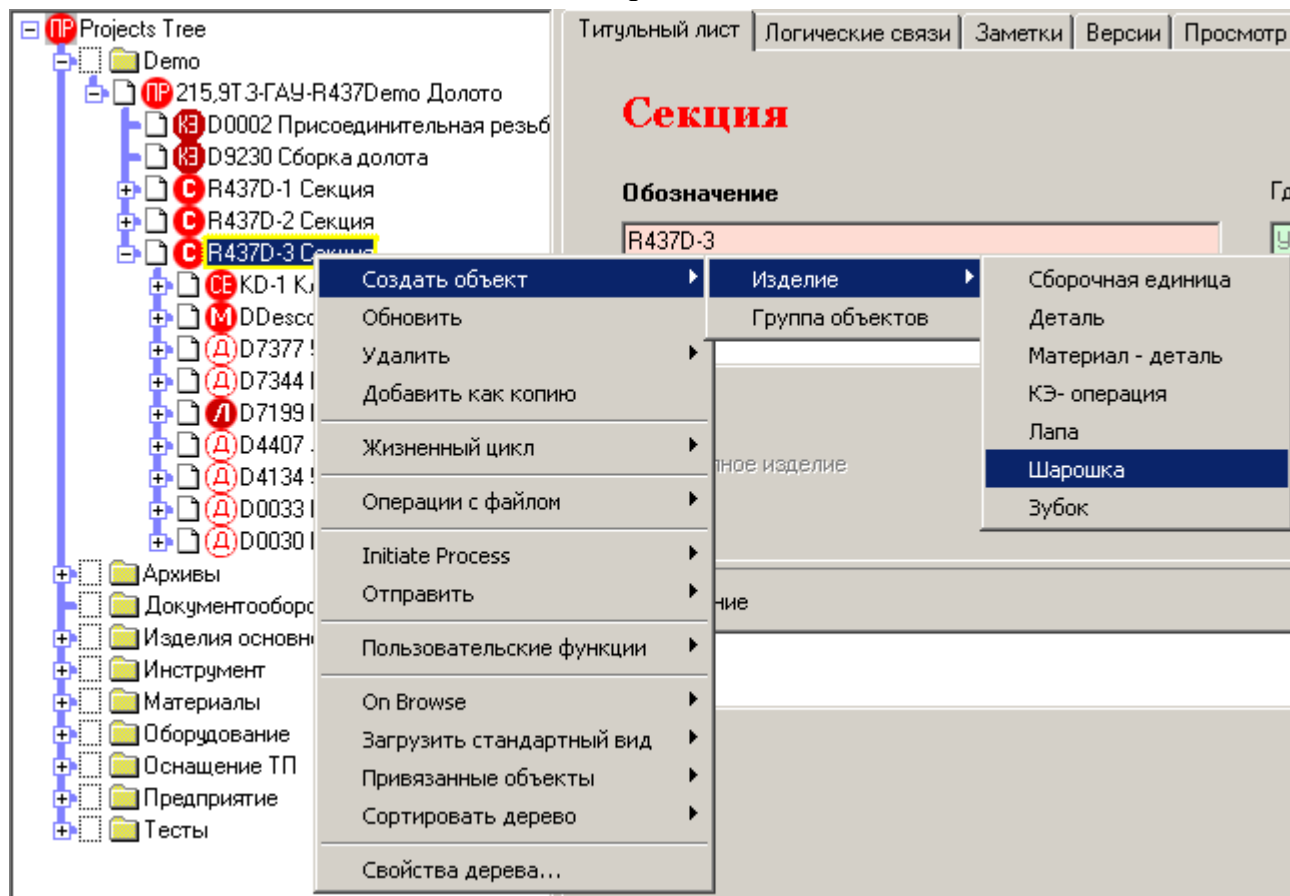 Projects Tree
Demo
215,9ТЗ-ГАУ-R437Demo Долото
D0002 Присоединительная резьб
D9230 Сборка долота
R437D-1 Секция
R437D-2 Секция
R437D-3 Секция
KD-1
DDesco
D7377
D7344
D7199
D4407
D4134
D0033
D0030
Архивы
Документооборо
Изделия основн
Инструмент
Материалы
Оборудование
Оснащение ТП
Предприятие
Тесты
Титульный лист Логические связи Заметки Версии Просмотр
Секция
Обозначение
R437D-3
Создать объект
Обновить
Удалить
Добавить как копию
Жизненный цикл
Операции с файлом
Initiate Process
Отправить
Пользовательские функции
On Browse
Загрузить стандартный вид
Привязанные объекты
Сортировать дерево
Свойства дерева...
Изделие
Группа объектов
Сборочная единица
Деталь
Материал - деталь
КЭ- операция
Лапа
Шарошка
Зубок
изделие